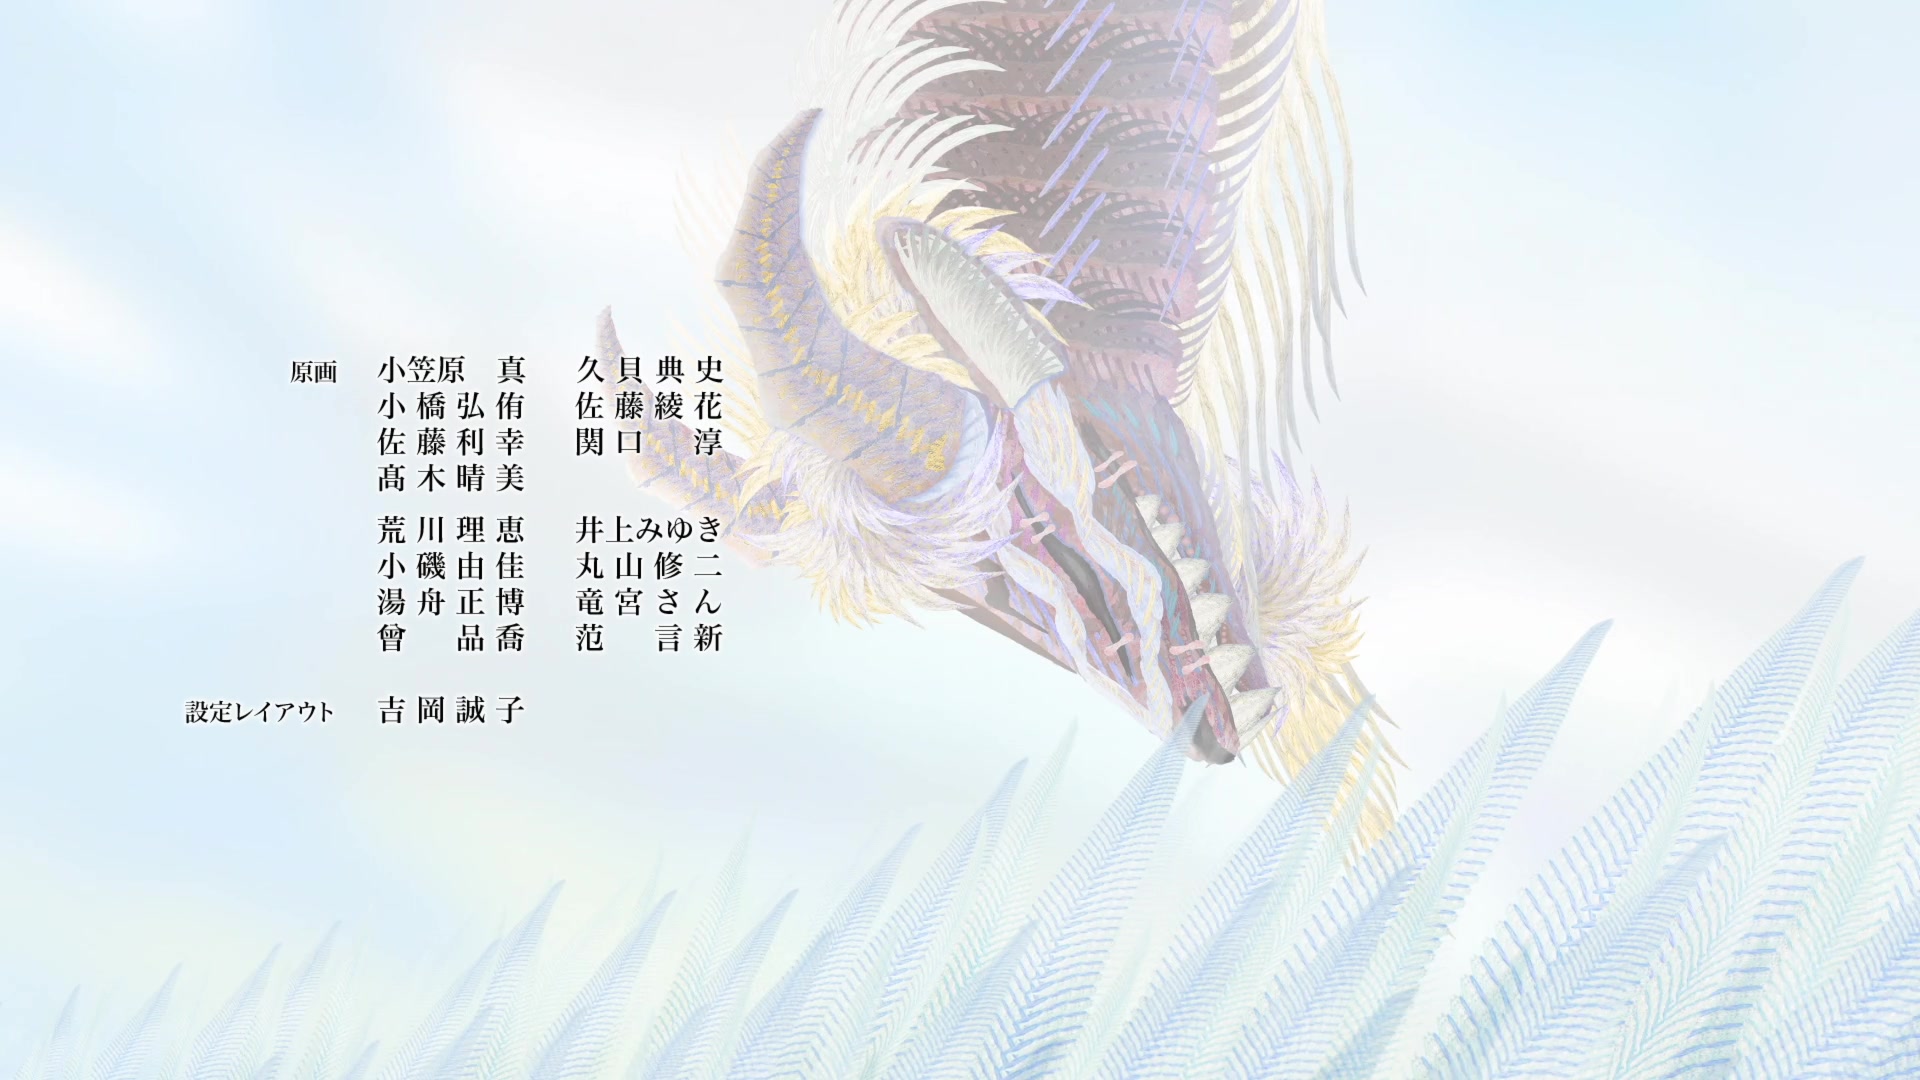 原画 小笠原 真 久貝典史
小橋弘侑 佐藤綾花
佐藤利幸 関口 淳
髙木晴美
荒川理恵 井上みゆき
小磯由佳 丸山修二
湯舟正博 竜宮さん
曾 品喬 范 言新
設定レイアウト 吉岡誠子